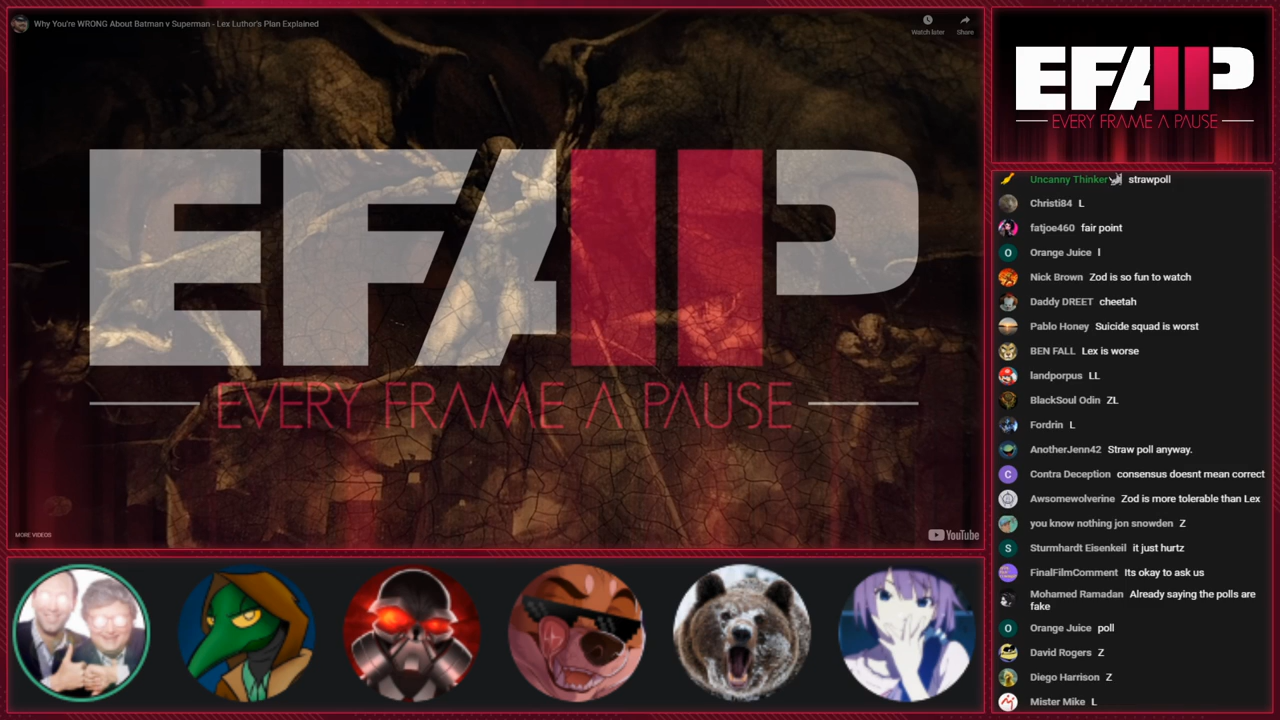 Why You're WRONG About Batman v Superman - Lex Luthor's Plan Explained
Watch later
Share
EFAP
EVERY FRAME A PAUSE
MORE VIDEOS
YouTube
EFAP
EVERY FRAME A PAUSE
Uncanny Thinker strawpoll
Christi84 L
fatjoe460 fair point
O
Orange Juice l
Nick Brown Zod is so fun to watch
Daddy DREET cheetah
Pablo Honey Suicide squad is worst
BEN FALL Lex is worse
landporpus LL
BlackSoul Odin ZL
Fordrin L
AnotherJenn42 Straw poll anyway.
C
Contra Deception consensus doesnt mean correct
Awsomewolverine Zod is more tolerable than Lex
you know nothing jon snowden Z
S
Sturmhardt Eisenkeil it just hurtz
FinalFilmComment Its okay to ask us
Mohamed Ramadan Already saying the polls are
fake
O
Orange Juice poll
David Rogers Z
Diego Harrison Z
Mister Mike L